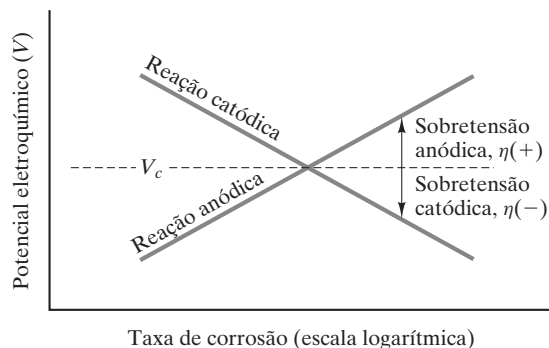 Potencial eletroquímico (V)
Reação catódica
Sobretensão
anódica, η(+)
V_c
Sobretensão
catódica, η(−)
Reação anódica
Taxa de corrosão (escala logarítmica)